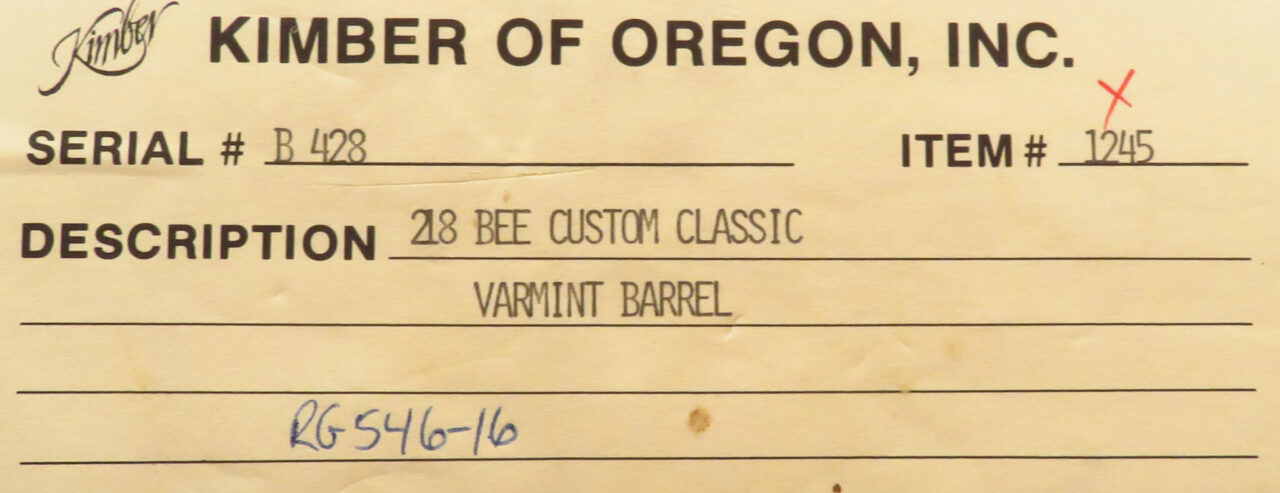 Kimber KIMBER OF OREGON, INC.
X
SERIAL # B 428 ITEM # 1245
DESCRIPTION 218 BEE CUSTOM CLASSIC
VARMINT BARREL
RG546-16